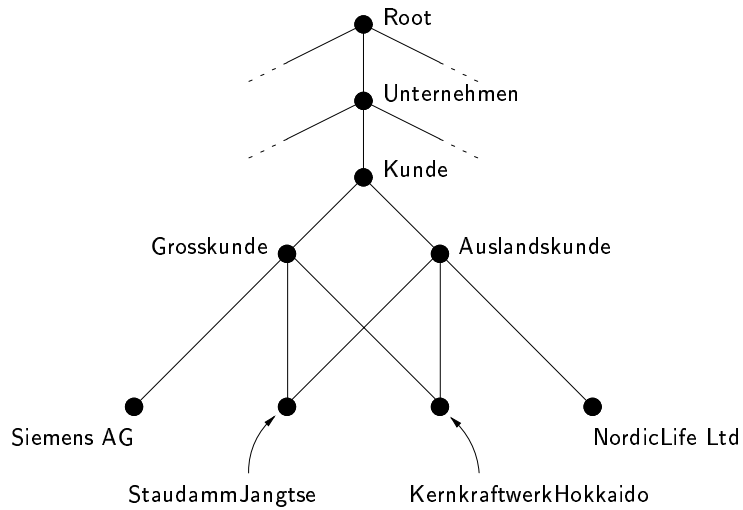 Root
Unternehmen
Kunde
Grosskunde
Auslandskunde
Siemens AG
NordicLife Ltd
StaudammJangtse
KernkraftwerkHokkaido